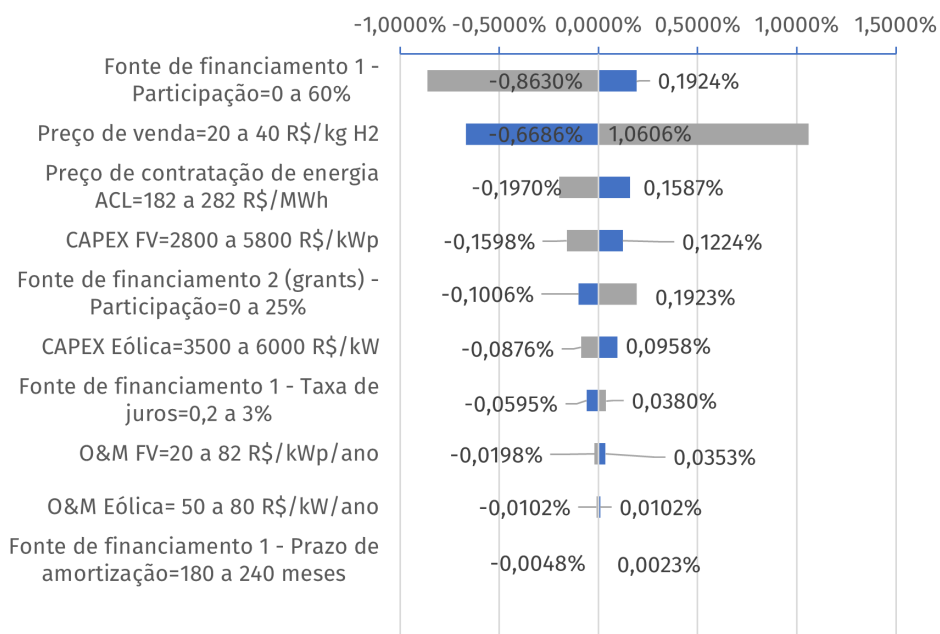 -1,0000% -0,5000% 0,0000% 0,5000% 1,0000% 1,5000%
Fonte de financiamento 1 -
Participação=0 a 60%
-0,8630% 0,1924%
Preço de venda=20 a 40 R$/kg H2
-0,6686% 1,0606%
Preço de contratação de energia
ACL=182 a 282 R$/MWh
-0,1970% 0,1587%
CAPEX FV=2800 a 5800 R$/kWp
-0,1598% 0,1224%
Fonte de financiamento 2 (grants) -
Participação=0 a 25%
-0,1006% 0,1923%
CAPEX Eólica=3500 a 6000 R$/kW
-0,0876% 0,0958%
Fonte de financiamento 1 - Taxa de
juros=0,2 a 3%
-0,0595% 0,0380%
O&M FV=20 a 82 R$/kWp/ano
-0,0198% 0,0353%
O&M Eólica= 50 a 80 R$/kW/ano
-0,0102% 0,0102%
Fonte de financiamento 1 - Prazo de
amortização=180 a 240 meses
-0,0048% 0,0023%